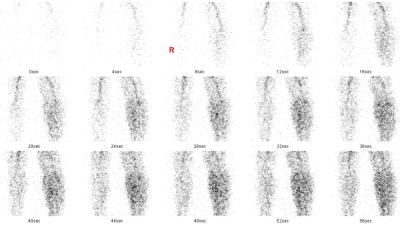 0sec 4sec 8sec 12sec 16sec
R
20sec 24sec 28sec 32sec 36sec
40sec 44sec 48sec 52sec 56sec